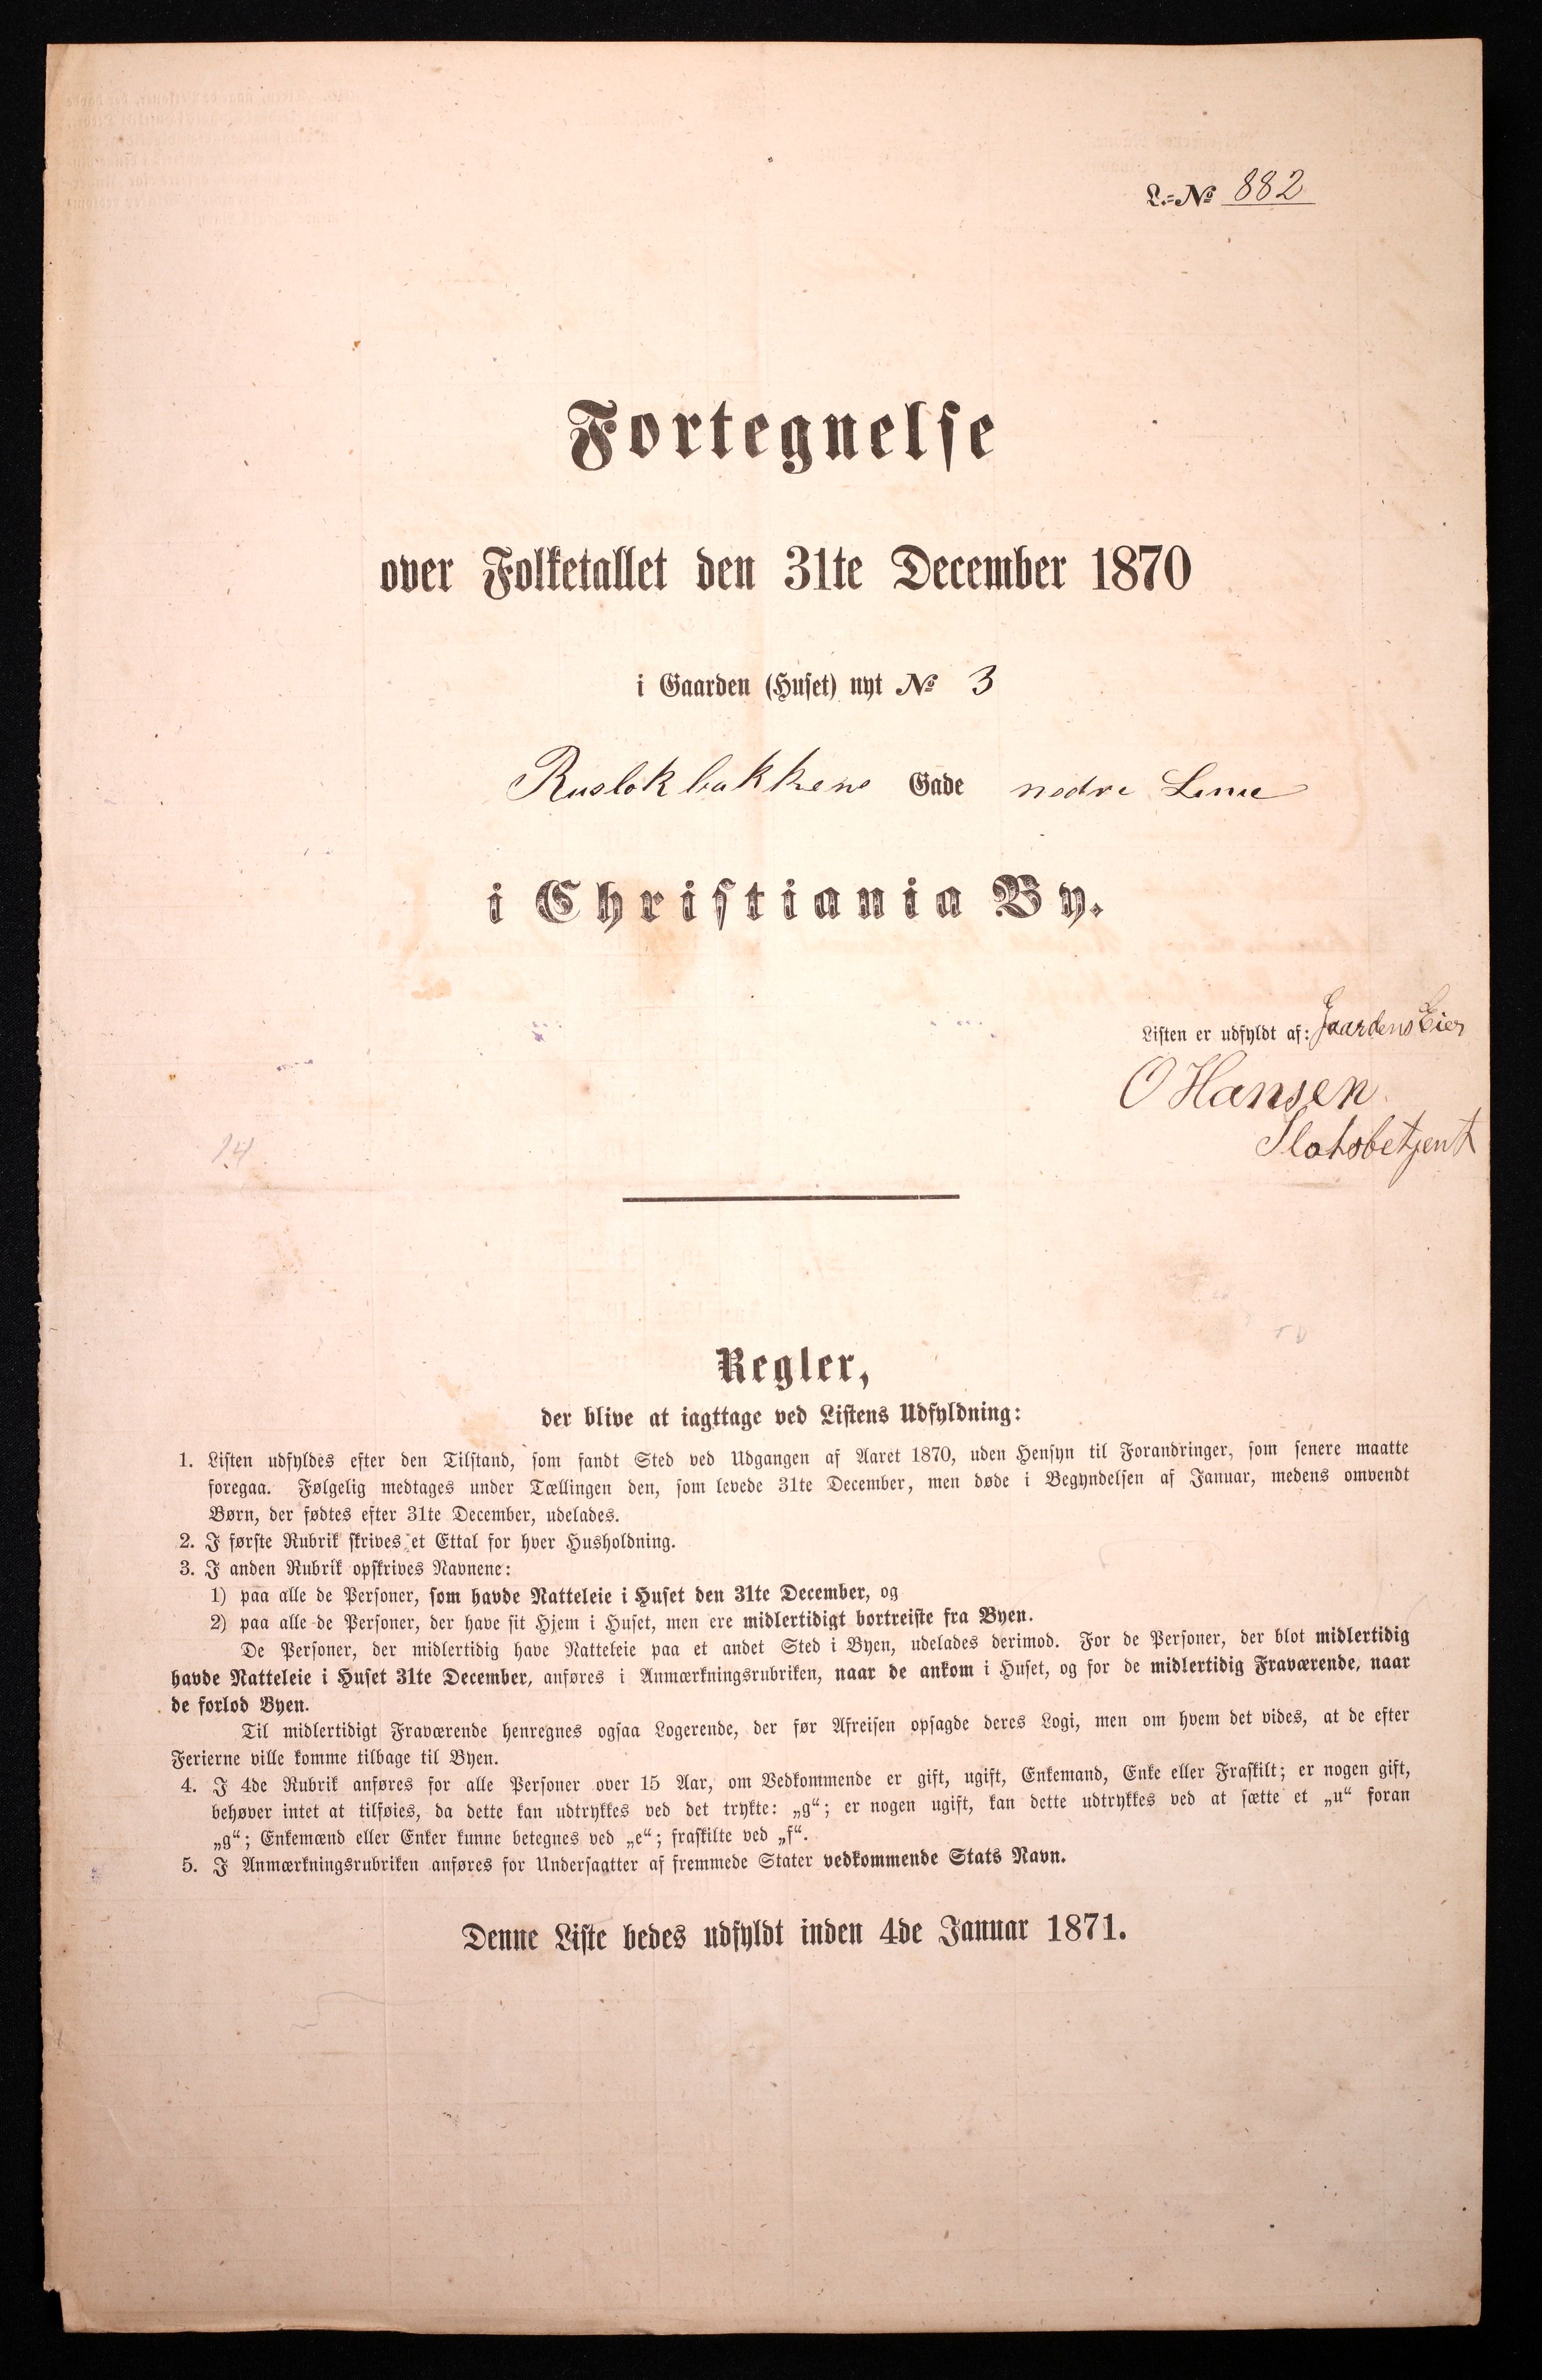 L.=№ 882
Fortegnelse
over Folketallet den 31te December 1870
i Gaarden (Huset) nyt № 3
Rusløkbakkens Gade nedre Linie
i Christiania By.
Listen er udfyldt af: Gaardens Eier
O Hansen
Slotsbetjent
14
Regler,
der blive at iagttage ved Listens Udfyldning:
1. Listen udfyldes efter den Tilstand, som fandt Sted ved Udgangen af Aaret 1870, uden Hensyn til Forandringer, som senere maatte
foregaa. Følgelig medtages under Tællingen den, som levede 31te December, men døde i Begyndelsen af Januar, medens omvendt
Børn, der fødtes efter 31te December, udelades.
2. I første Rubrik skrives et Ettal for hver Husholdning.
3. I anden Rubrik opskrives Navnene:
1) paa alle de Personer, som havde Natteleie i Huset den 31te December, og
2) paa alle de Personer, der have sit Hjem i Huset, men ere midlertidigt bortreiste fra Byen.
De Personer, der midlertidig have Natteleie paa et andet Sted i Byen, udelades derimod. For de Personer, der blot midlertidig
havde Natteleie i Huset 31te December, anføres i Anmærkningsrubriken, naar de ankom i Huset, og for de midlertidig Fraværende, naar
de forlod Byen.
Til midlertidigt Fraværende henregnes ogsaa Logerende, der før Afreisen opsagde deres Logi, men om hvem det vides, at de efter
Ferierne ville komme tilbage til Byen.
4. I 4de Rubrik anføres for alle Personer over 15 Aar, om Vedkommende er gift, ugift, Enkemand, Enke eller Fraskilt; er nogen gift,
behøver intet at tilføies, da dette kan udtrykkes ved det trykte: „g“; er nogen ugift, kan dette udtrykkes ved at sætte et „u“ foran
„g“; Enkemænd eller Enker kunne betegnes ved „e“; fraskilte ved „f“.
5. I Anmærkningsrubriken anføres for Undersaatter af fremmede Stater vedkommende Stats Navn.
Denne Liste bedes udfyldt inden 4de Januar 1871.